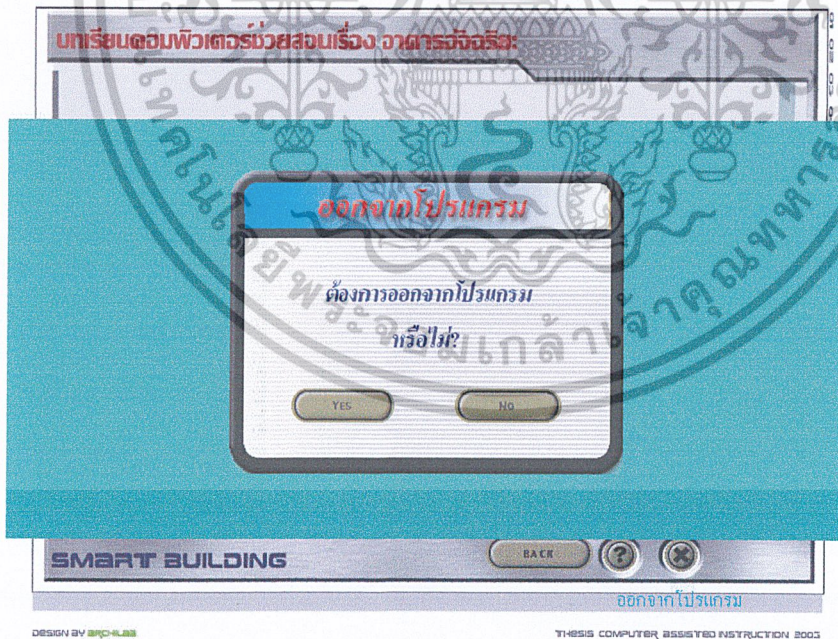 บทเรียนคอมพิวเตอร์ช่วยสอนเรื่อง อาคารอัจฉริยะ
ออกจากโปรแกรม
ต้องการออกจากโปรแกรม
หรือไม่?
YES NO
SMART BUILDING
BACK ?
ออกจากโปรแกรม
DESIGN BY ARCHILAB
THESIS COMPUTER ASSISTED INSTRUCTION 2003